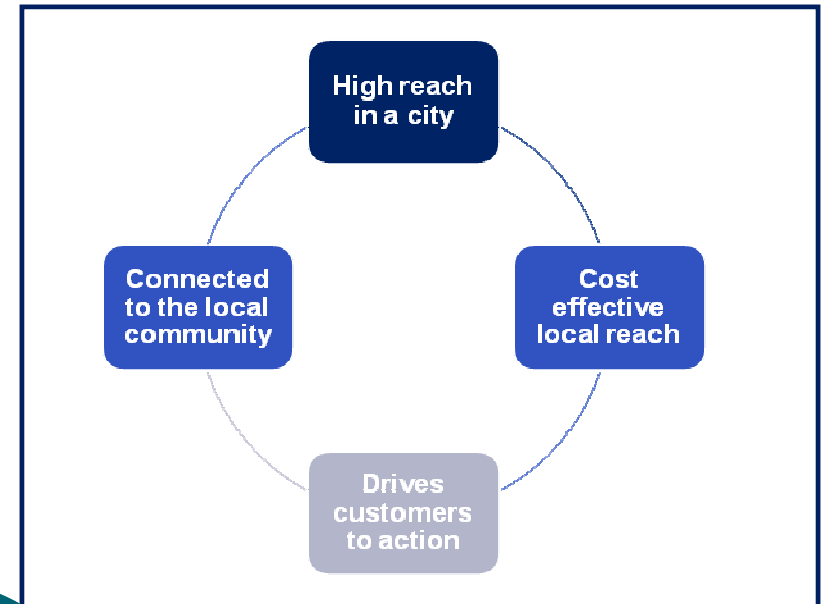 High reach
in a city
Connected
to the local
community
Cost
effective
local reach
Drives
customers
to action